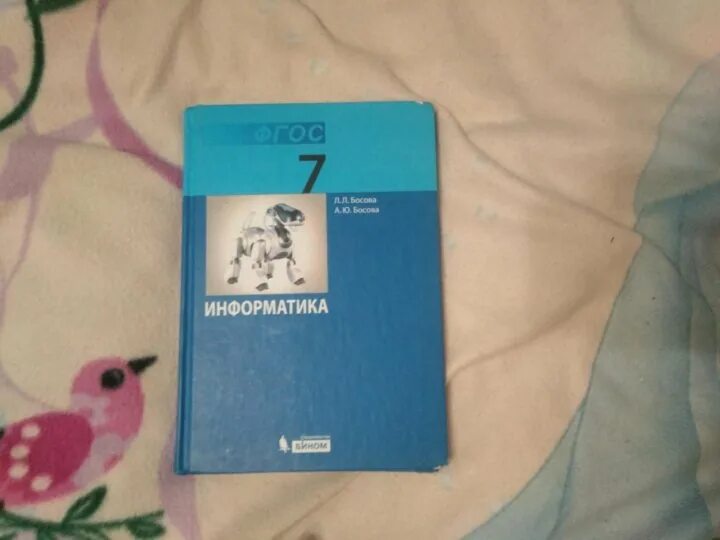 ФГОС
7
Л.Л. Босова
А.Ю. Босова
ИНФОРМАТИКА
БИНОМ